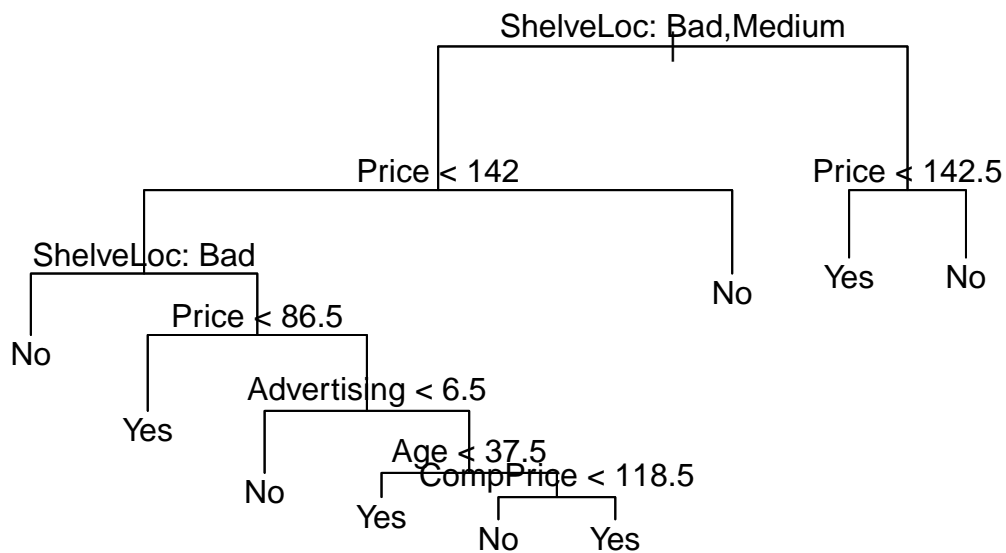 ShelveLoc: Bad,Medium
Price < 142
Price < 142.5
ShelveLoc: Bad
Yes
No
No
Price < 86.5
No
Advertising < 6.5
Yes
Age < 37.5
CompPrice < 118.5
No
Yes
No
Yes